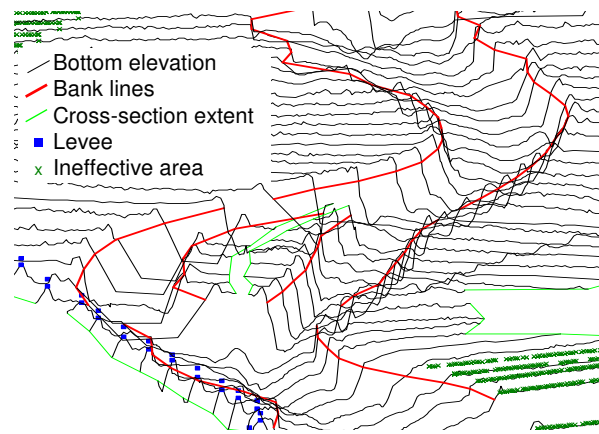 Bottom elevation
Bank lines
Cross-section extent
Levee
Ineffective area